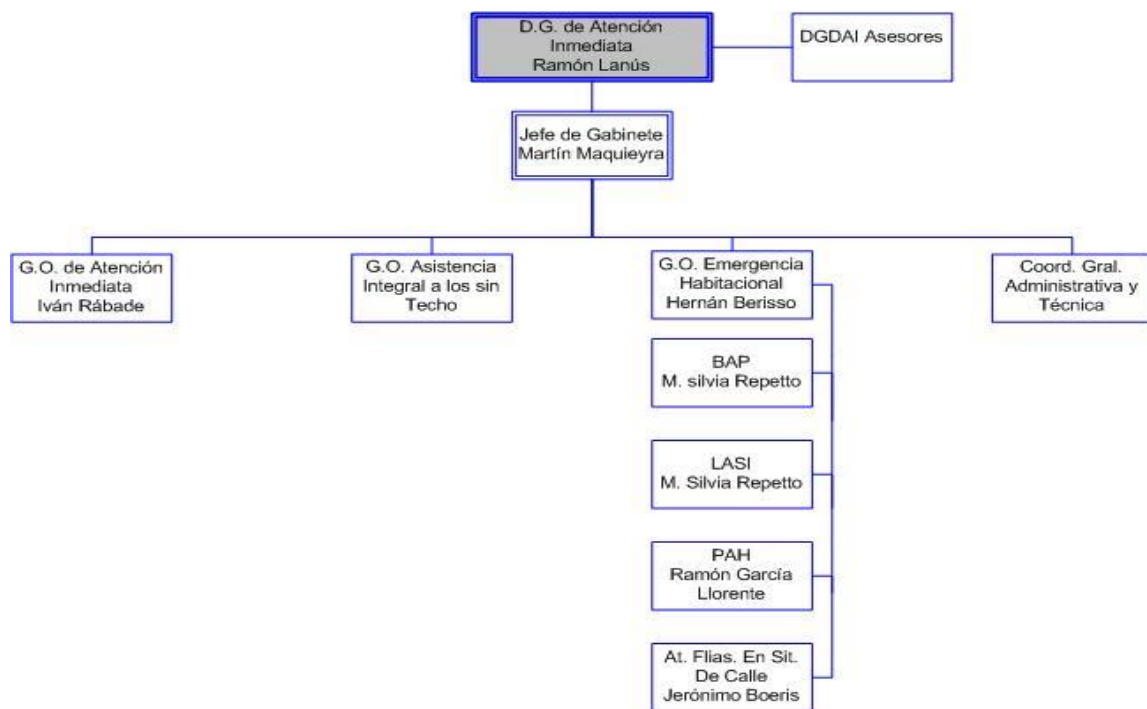 D.G. de Atención
Inmediata
Ramón Lanús
DGDAI Asesores
Jefe de Gabinete
Martín Maquieyra
G.O. de Atención
Inmediata
Iván Rábade
G.O. Asistencia
Integral a los sin
Techo
G.O. Emergencia
Habitacional
Hernán Berisso
Coord. Gral.
Administrativa y
Técnica
BAP
M. silvia Repetto
LASI
M. Silvia Repetto
PAH
Ramón García
Llorente
At. Flias. En Sit.
De Calle
Jerónimo Boeris